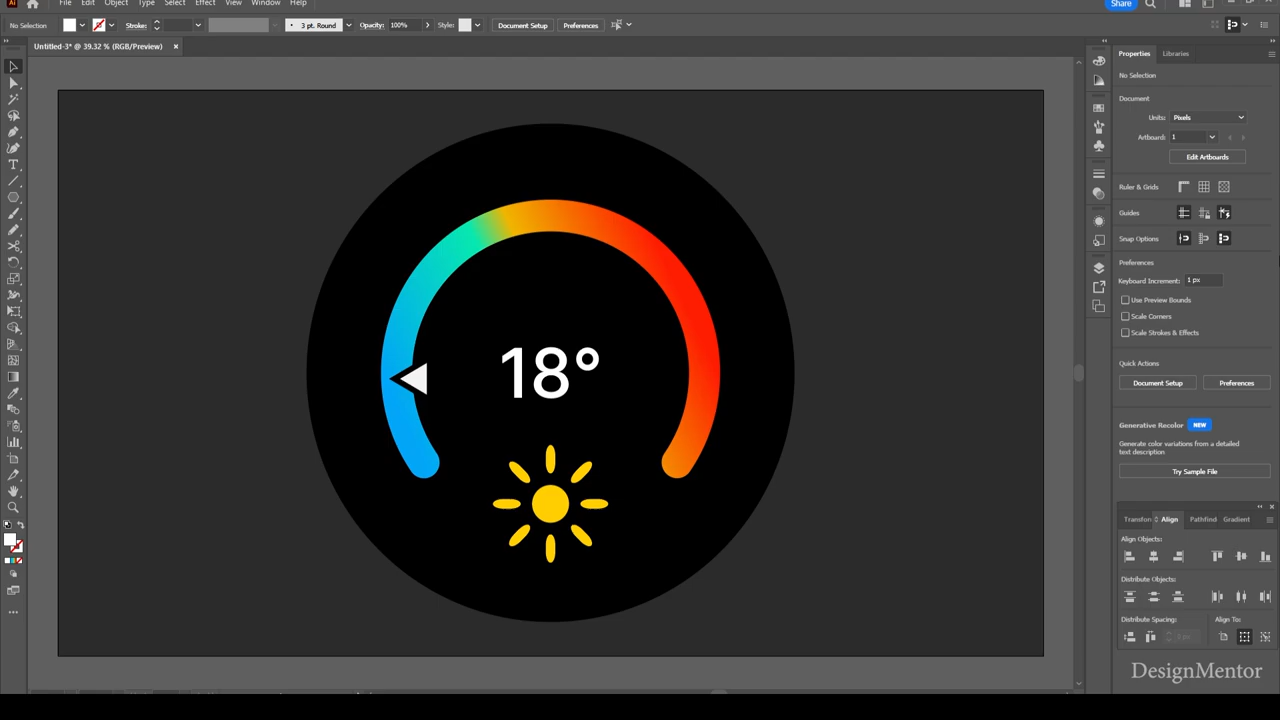 Ai File Edit Object Type Select Effect View Window Help Share
No Selection Stroke: 3 pt. Round Opacity: 100% Style: Document Setup Preferences
Untitled-3* @ 39.32 % (RGB/Preview) ×
Properties Libraries
No Selection
Document
Units: Pixels
Artboard: 1
Edit Artboards
Ruler & Grids
Guides
Snap Options
Preferences
Keyboard Increment: 1 px
Use Preview Bounds
Scale Corners
Scale Strokes & Effects
18°
Quick Actions
Document Setup Preferences
Generative Recolor NEW
Generate color variations from a detailed
text description
Try Sample File
Transform Align Pathfind Gradient
Align Objects:
Distribute Objects:
Distribute Spacing: Align To:
1 px
DesignMentor